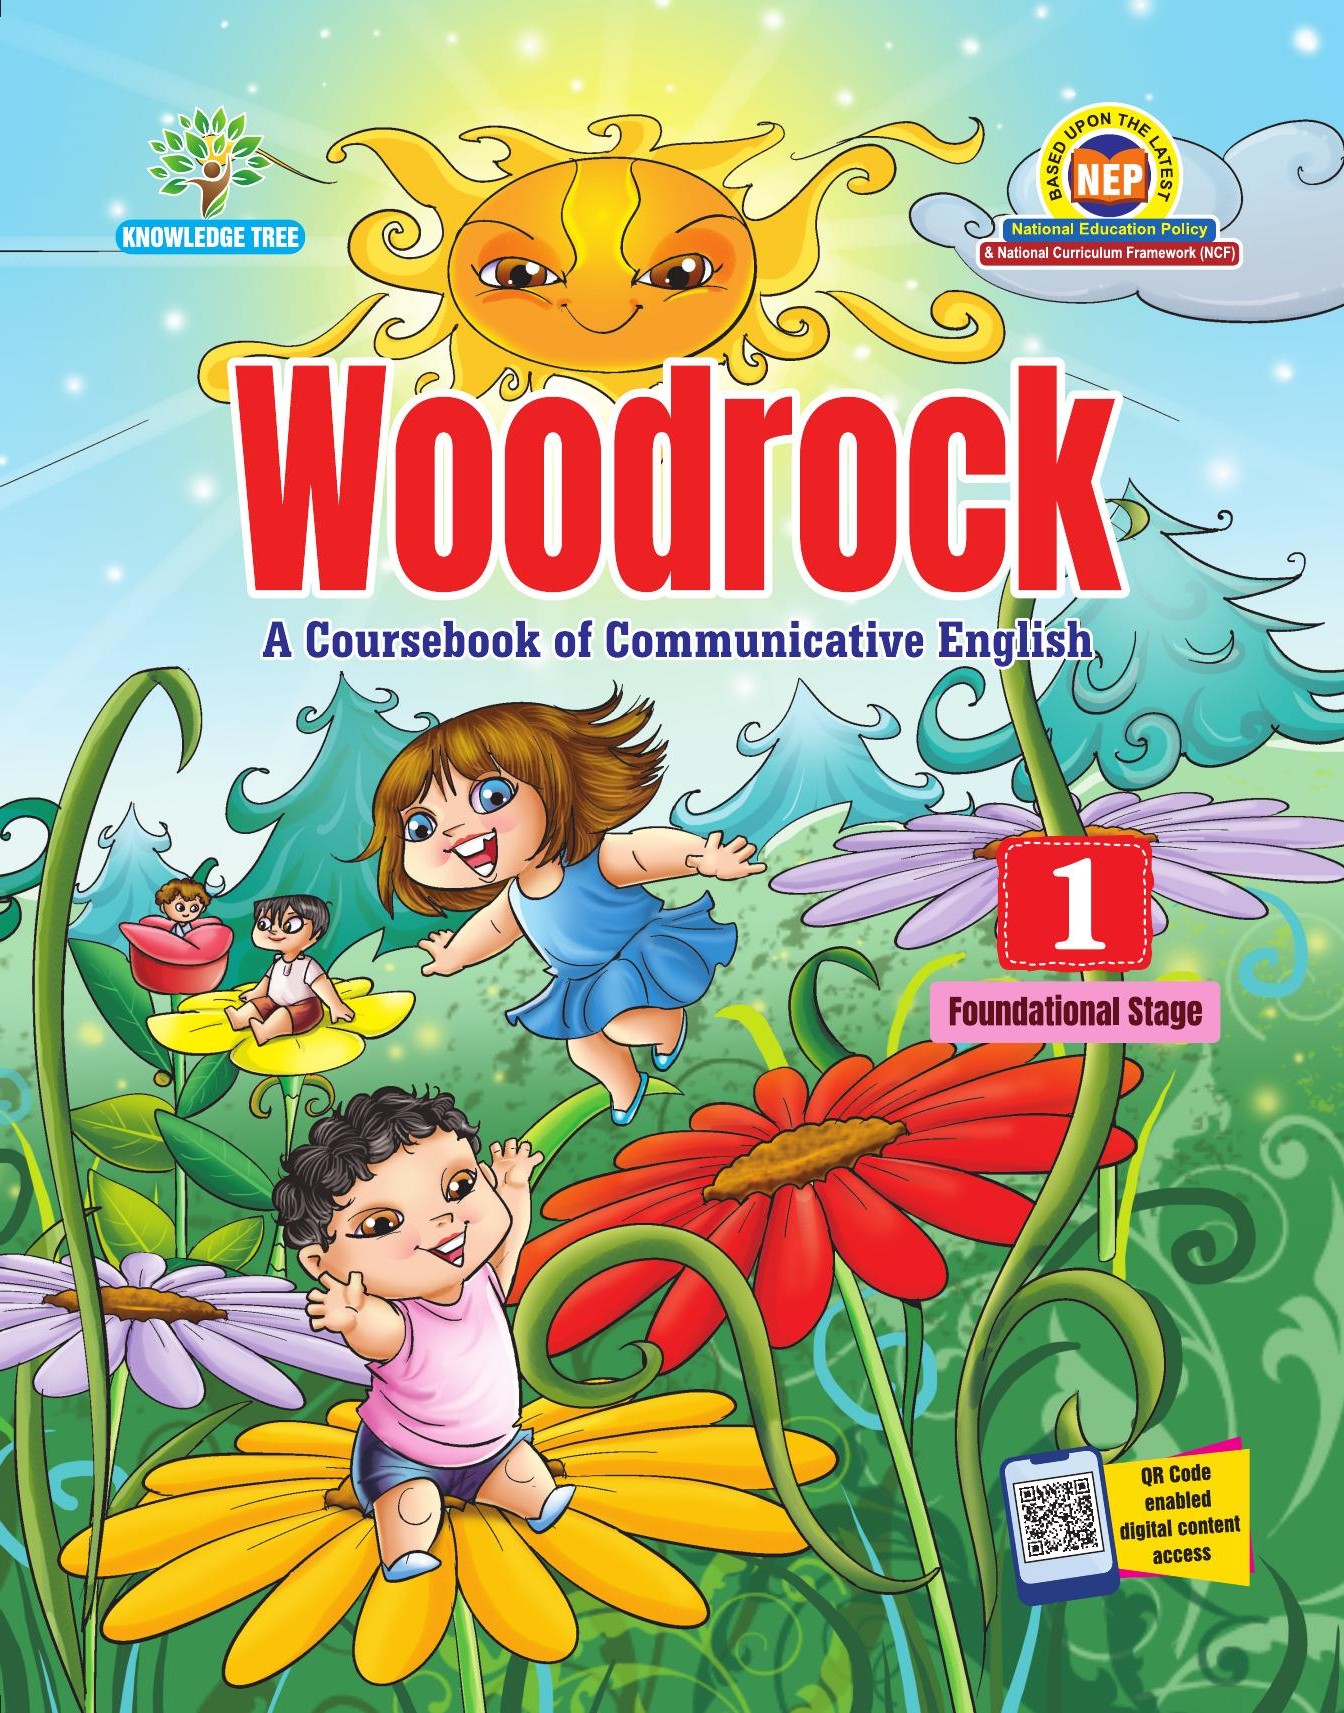 KNOWLEDGE TREE
BASED UPON THE LATEST
NEP
National Education Policy
& National Curriculum Framework (NCF)
Woodrock
A Coursebook of Communicative English
1
Foundational Stage
QR Code
enabled
digital content
access